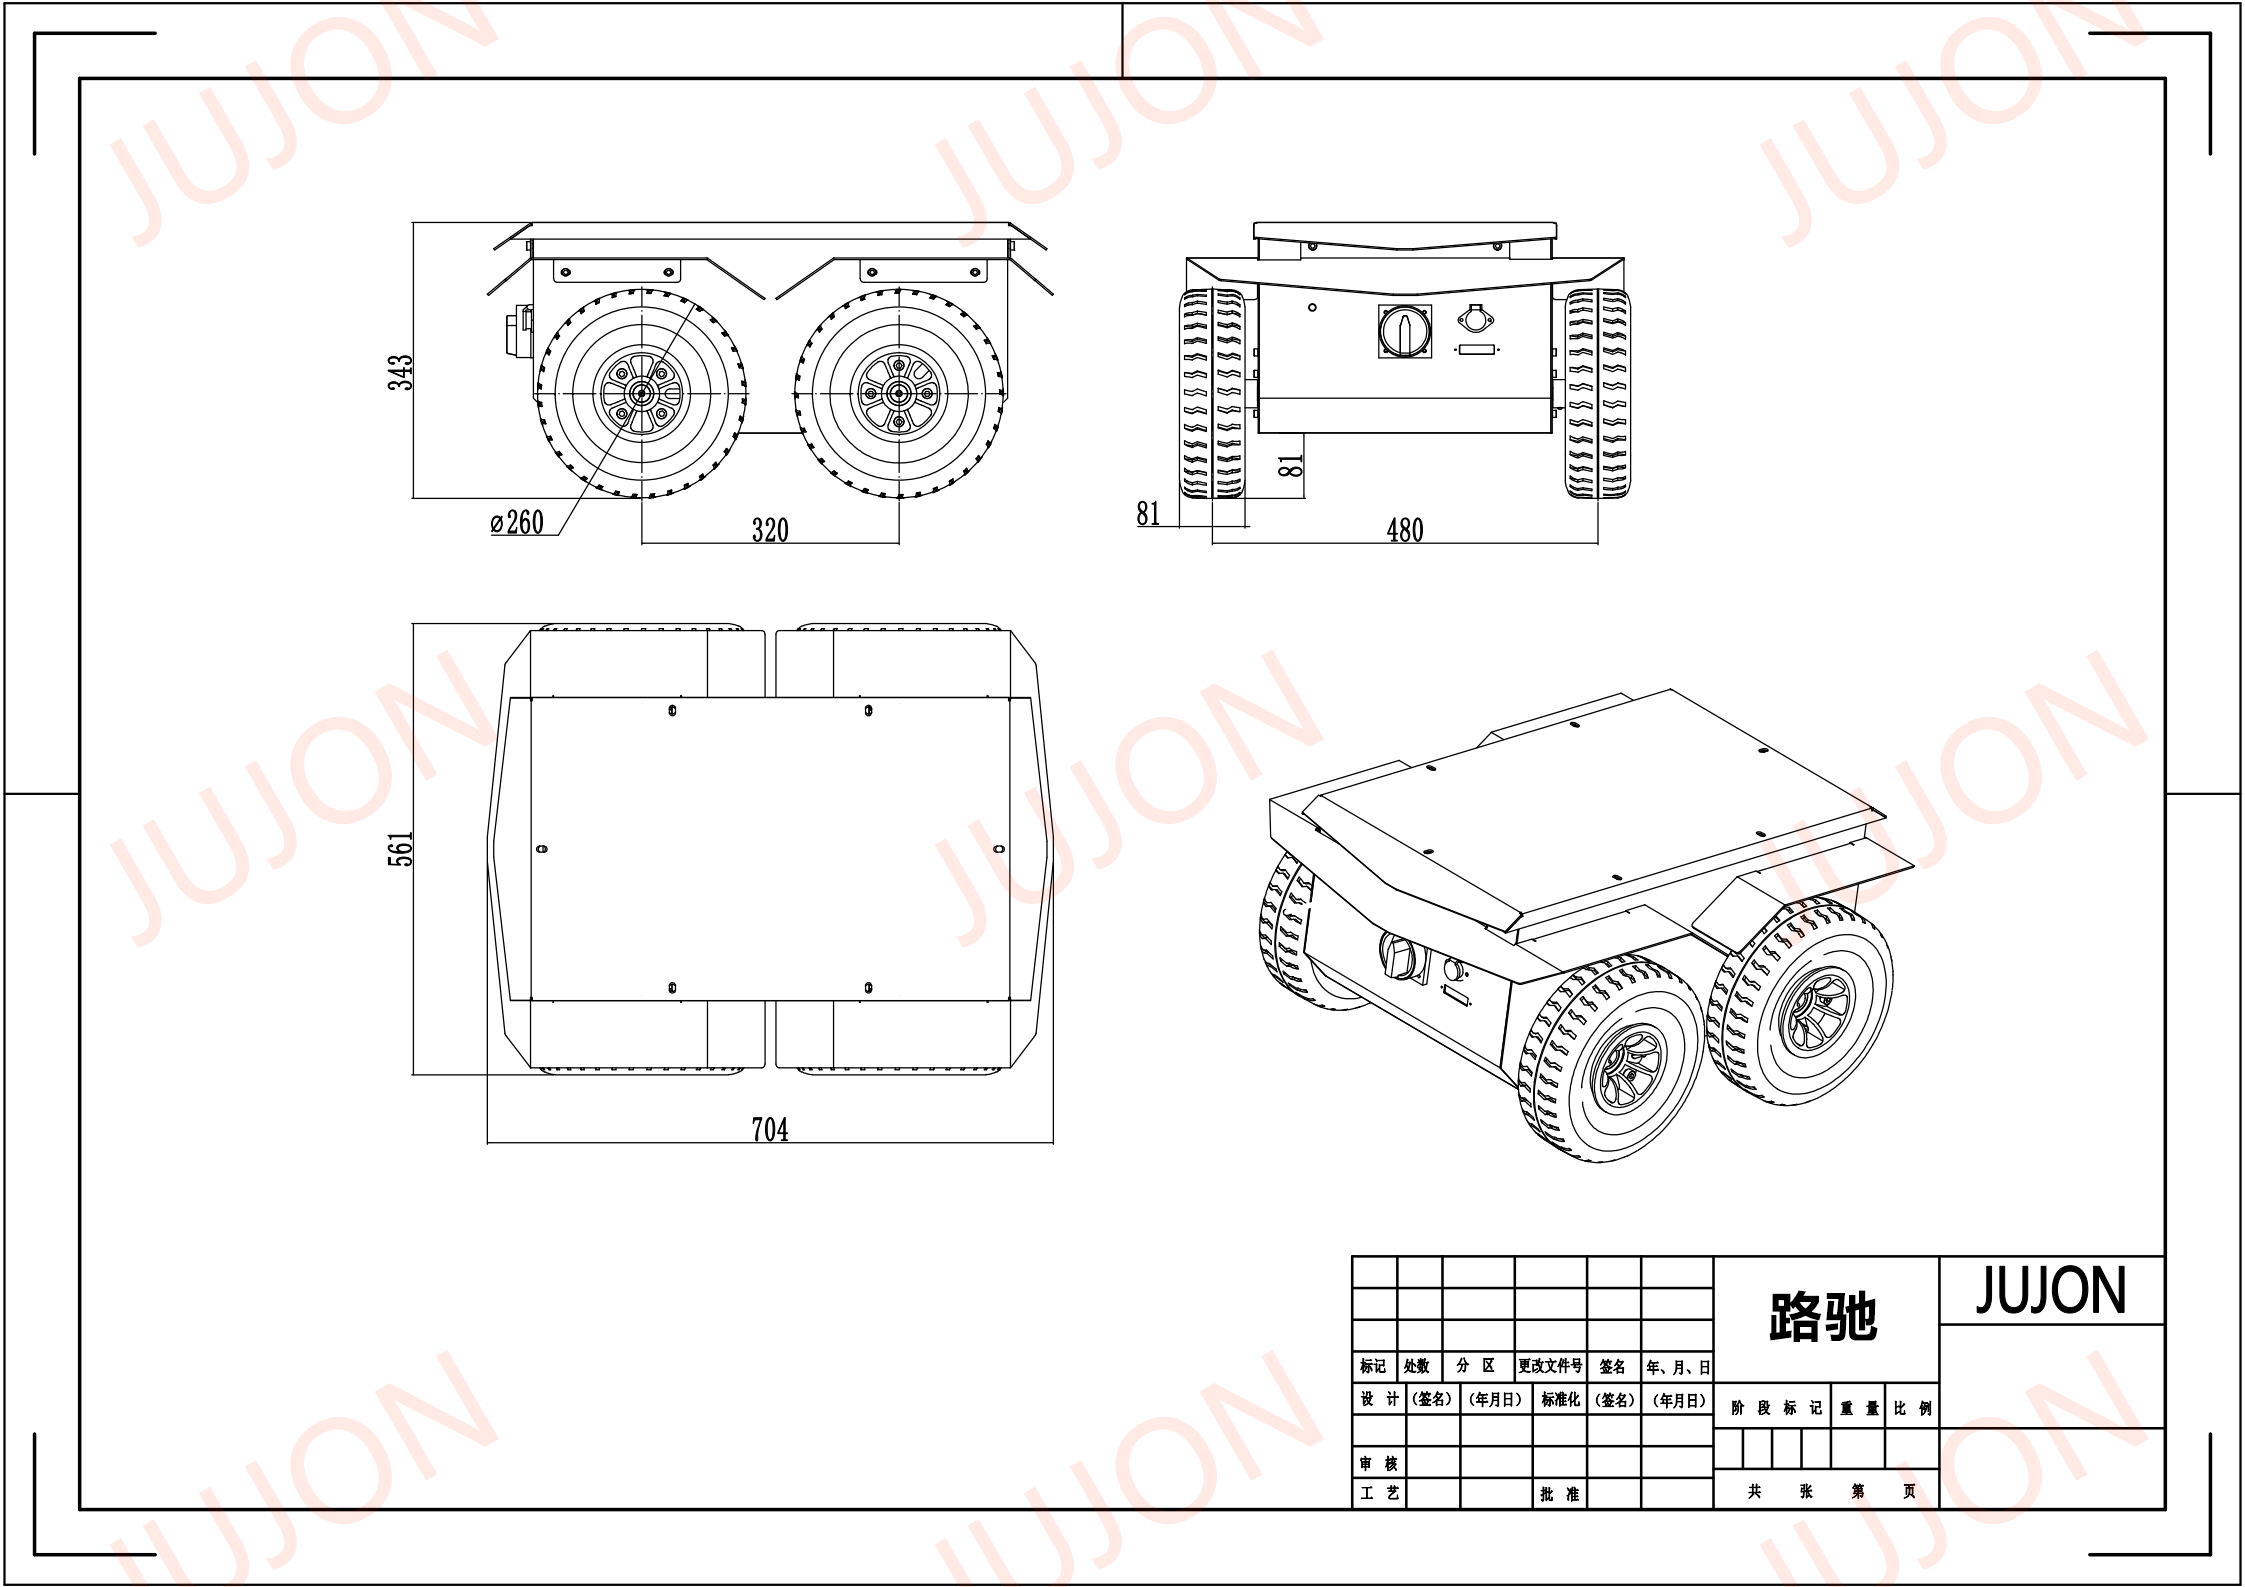 JUJON
JUJON
JUJON
343
⌀260
320
81
81
480
JUJON
JUJON
JUJON
561
704
路驰
JUJON
标记 处数 分 区 更改文件号 签名 年、月、日
设 计 (签名) (年月日) 标准化 (签名) (年月日)
阶 段 标 记 重 量 比 例
审 核
工 艺 批 准
共 张 第 页
JUJON
JUJON
JUJON